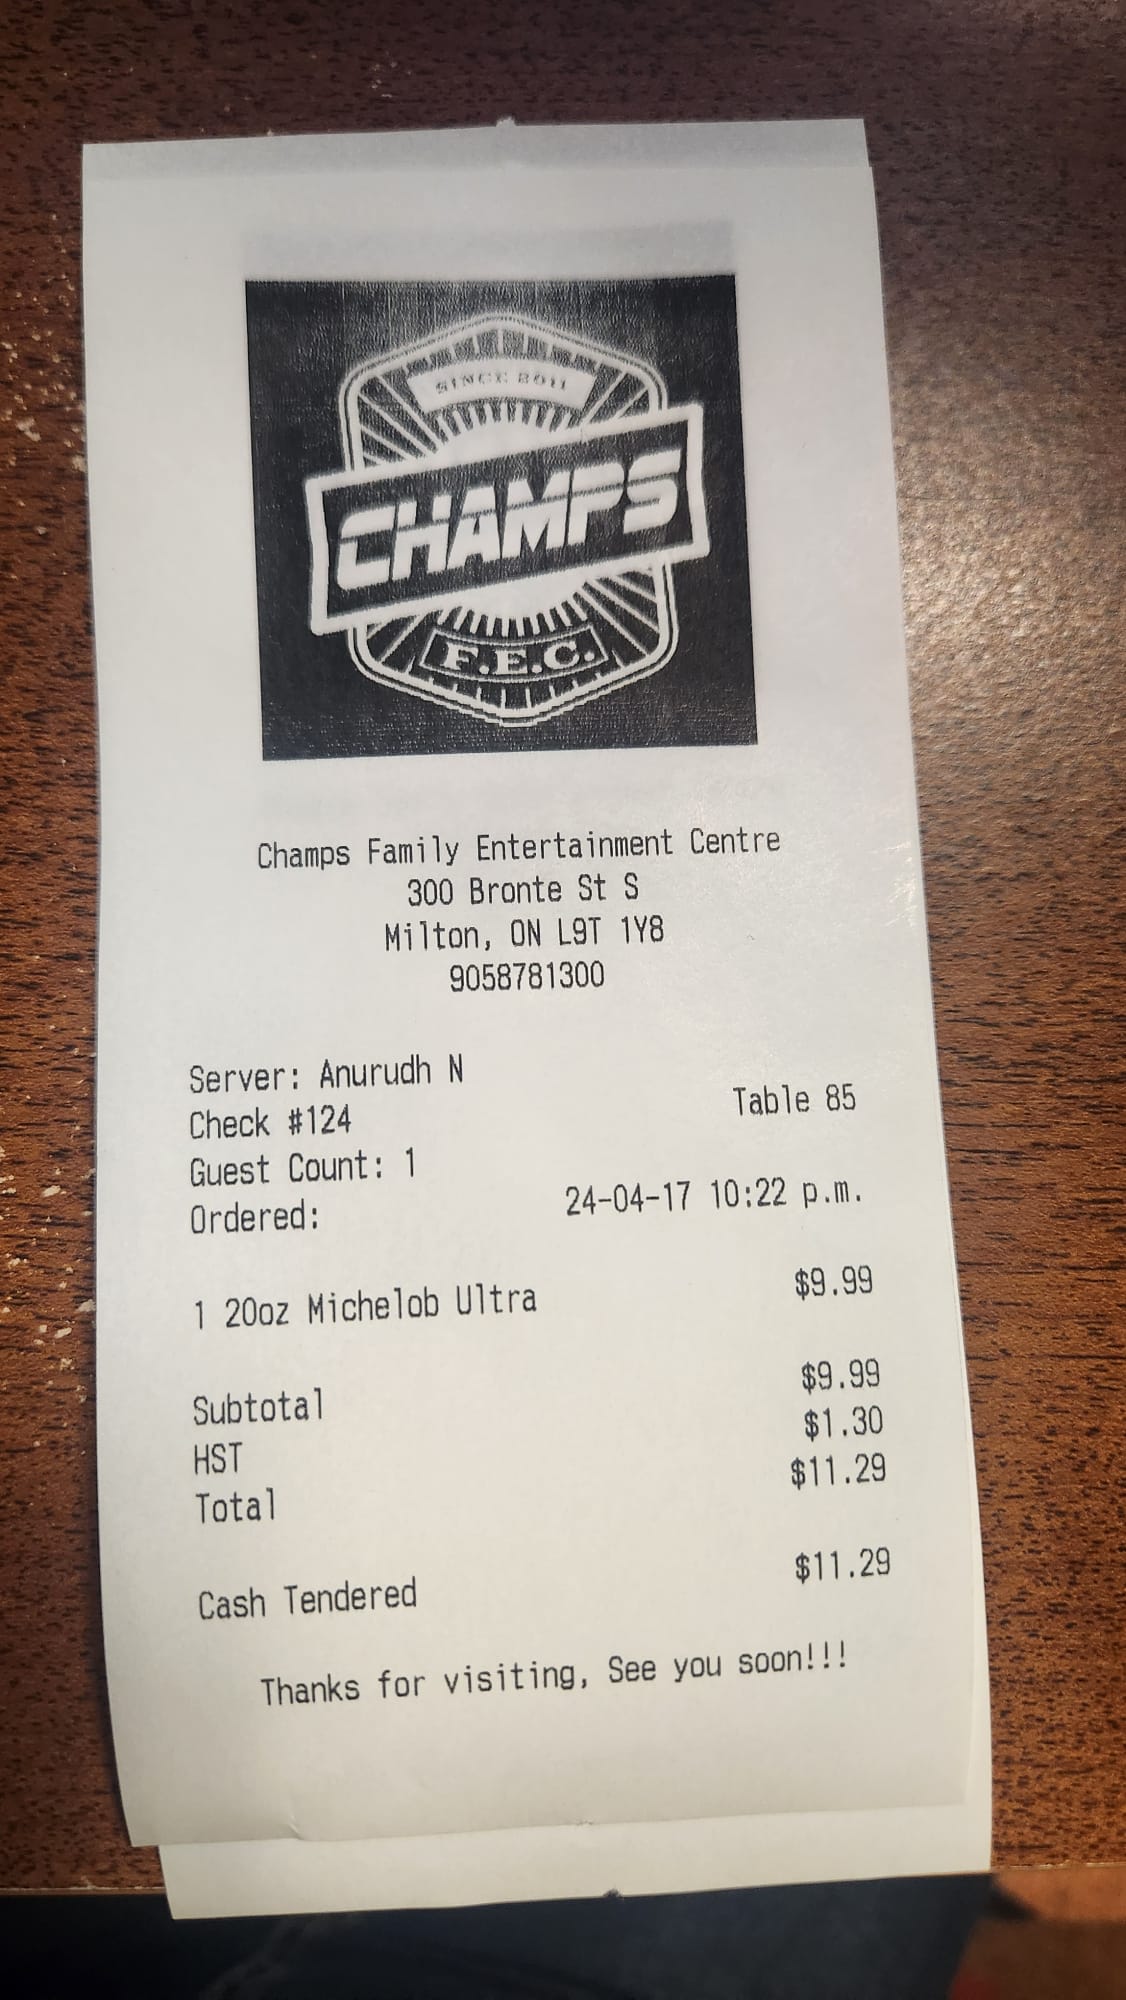 SINCE 2011
CHAMPS
F.E.C.
Champs Family Entertainment Centre
300 Bronte St S
Milton, ON L9T 1Y8
9058781300
Server: Anurudh N
Check #124 Table 85
Guest Count: 1
Ordered: 24-04-17 10:22 p.m.
1 20oz Michelob Ultra $9.99
Subtotal $9.99
HST $1.30
Total $11.29
Cash Tendered $11.29
Thanks for visiting, See you soon!!!